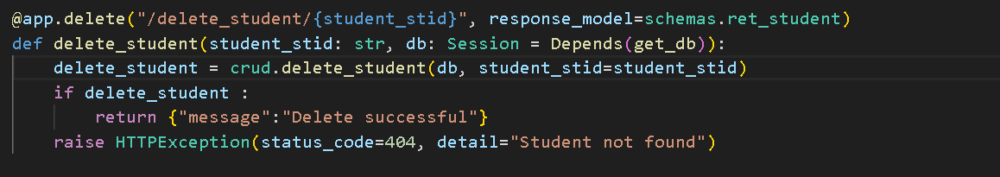 @app.delete("/delete_student/{student_stid}", response_model=schemas.ret_student)
def delete_student(student_stid: str, db: Session = Depends(get_db)):
    delete_student = crud.delete_student(db, student_stid=student_stid)
    if delete_student :
        return {"message":"Delete successful"}
    raise HTTPException(status_code=404, detail="Student not found")